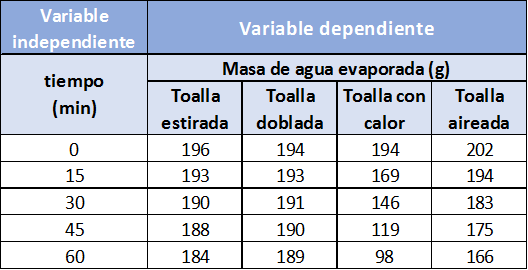 Variable independiente Variable dependiente
tiempo (min) Masa de agua evaporada (g)
Toalla estirada Toalla doblada Toalla con calor Toalla aireada
0 196 194 194 202
15 193 193 169 194
30 190 191 146 183
45 188 190 119 175
60 184 189 98 166